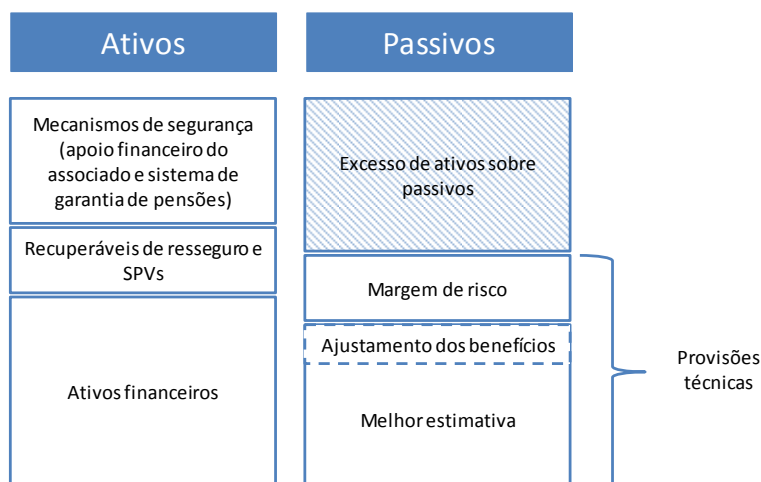 Ativos
Passivos
Mecanismos de segurança
(apoio financeiro do
associado e sistema de
garantia de pensões)
Recuperáveis de resseguro e
SPVs
Ativos financeiros
Excesso de ativos sobre
passivos
Margem de risco
Ajustamento dos benefícios
Melhor estimativa
Provisões
técnicas